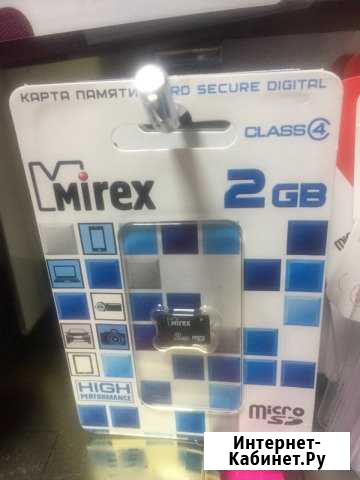 КАРТА ПАМЯТИ SECURE DIGITAL
CLASS 4
Mirex
2 GB
Mirex
HIGH
PERFORMANCE
micro
SD
Интернет-
Кабинет.Ру